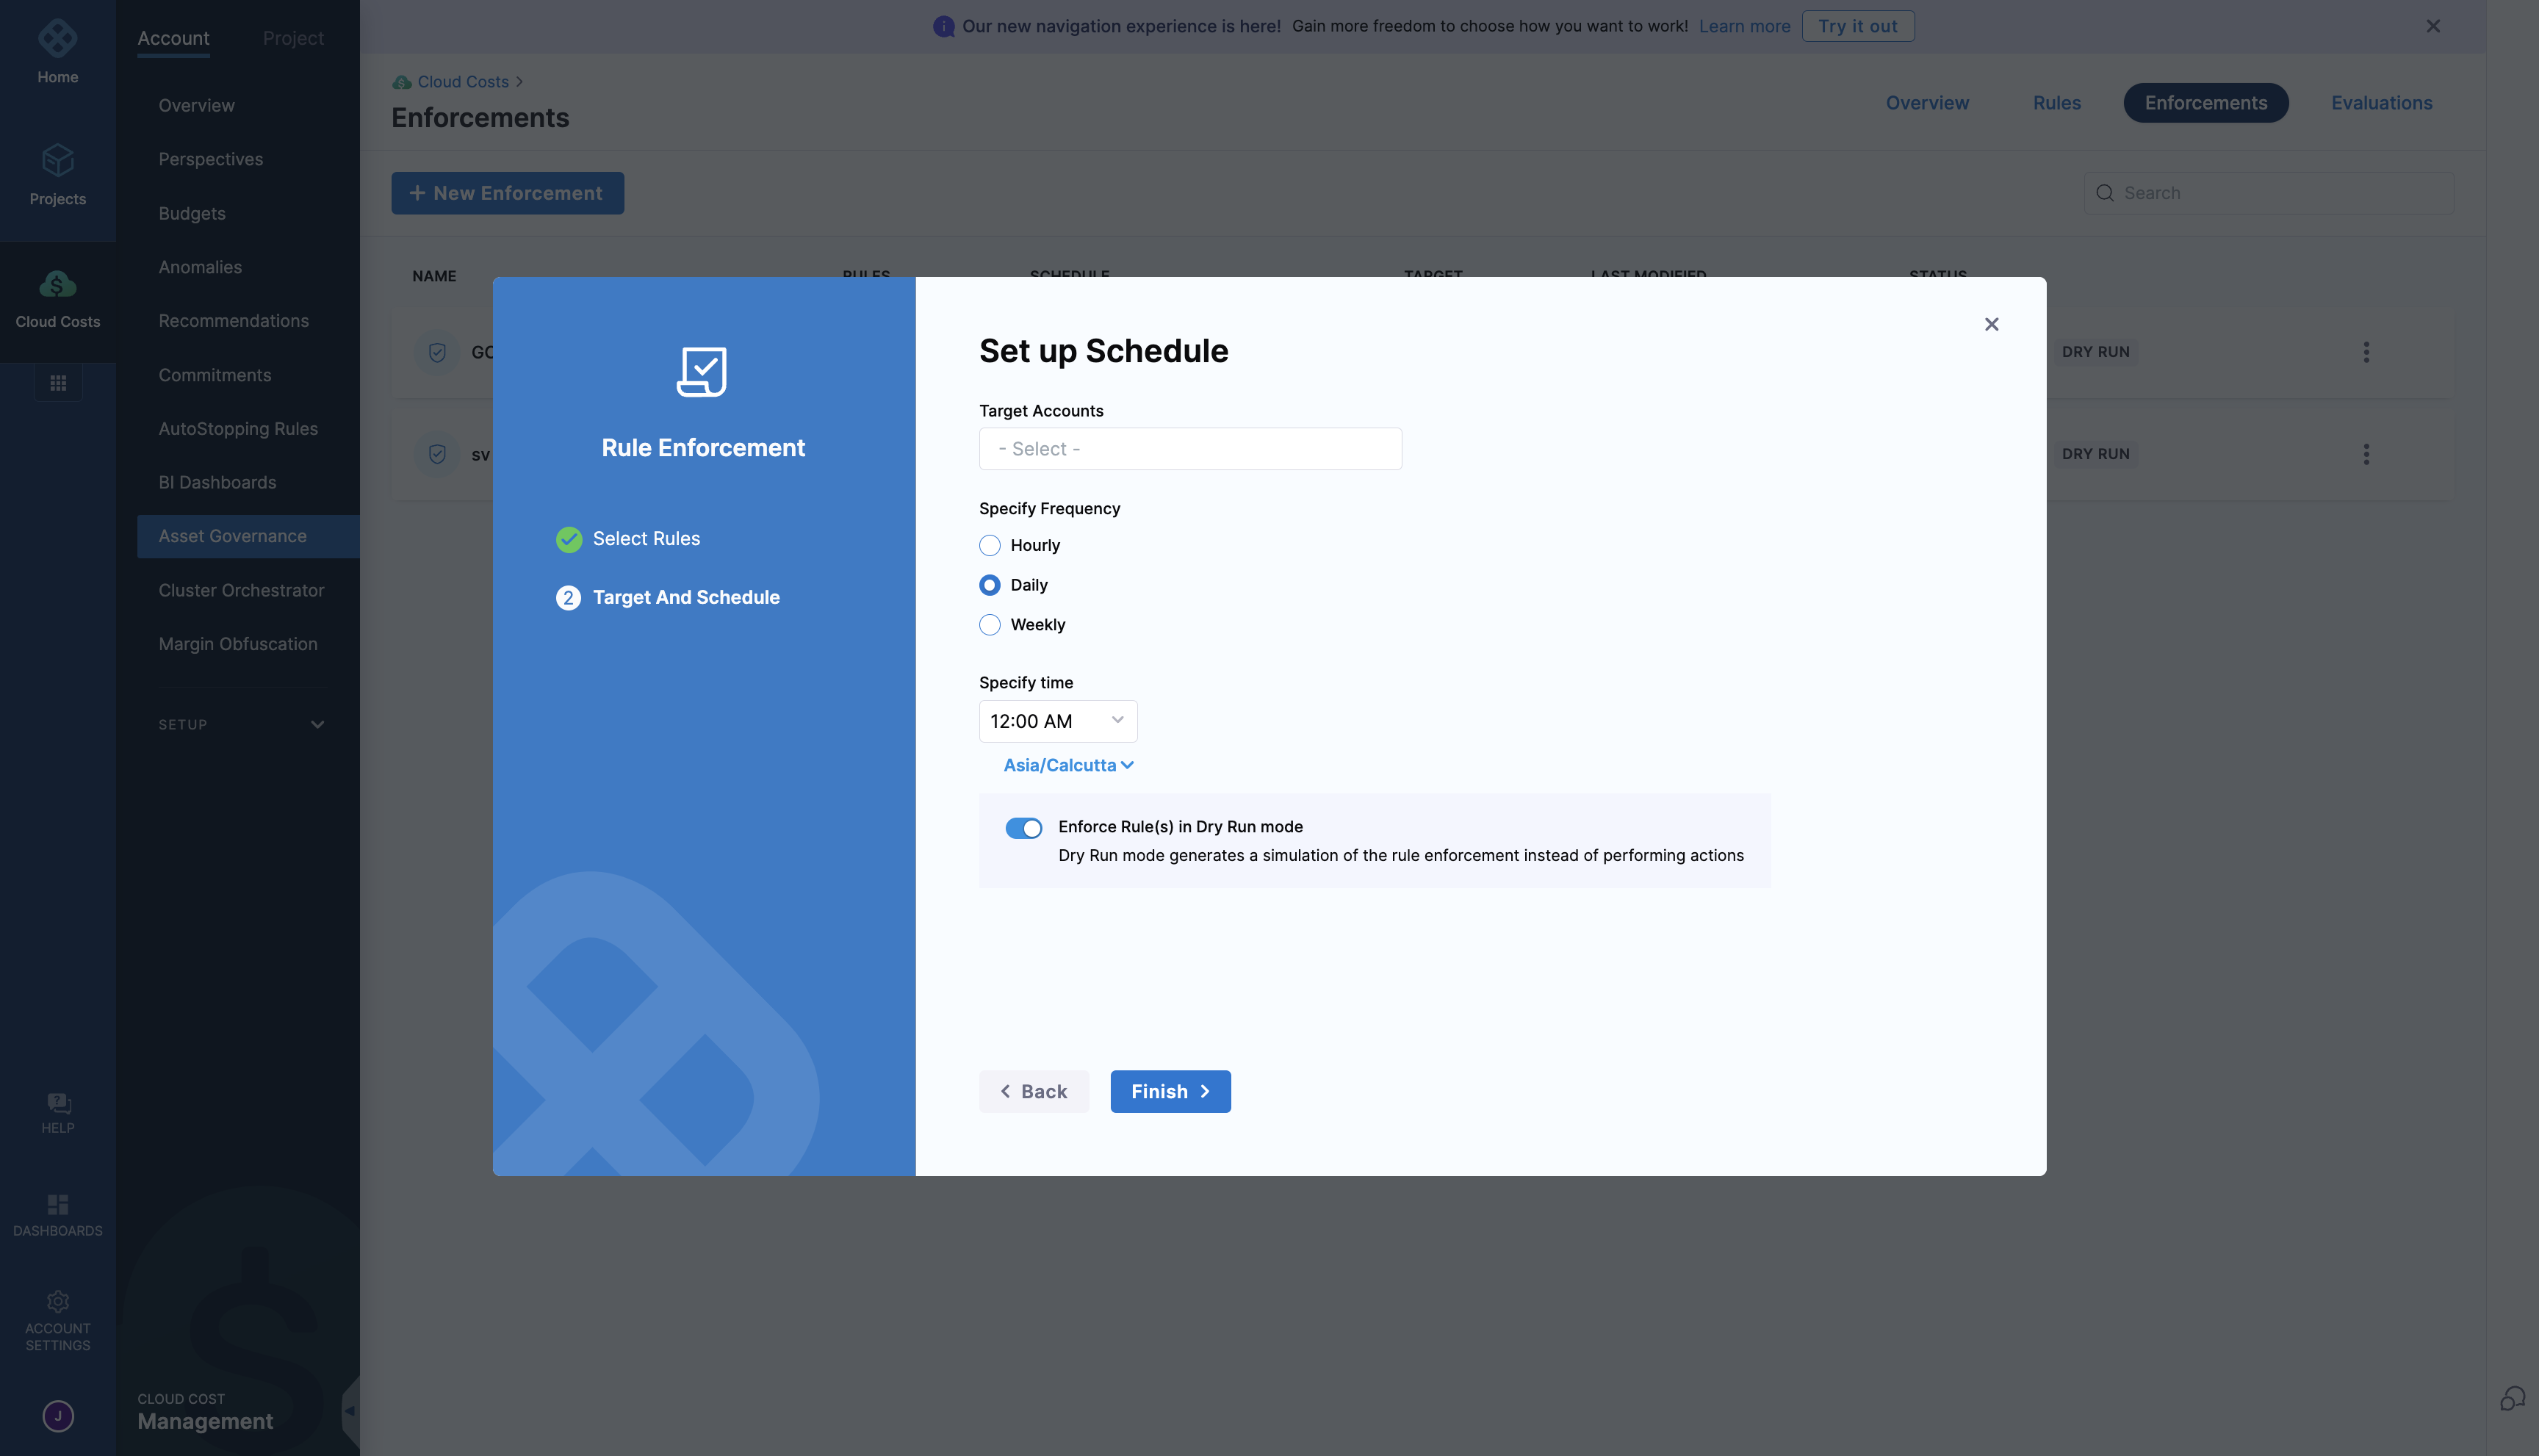 Home
Projects
Cloud Costs
HELP
DASHBOARDS
ACCOUNT
SETTINGS
J
Account
Project
Overview
Perspectives
Budgets
Anomalies
Recommendations
Commitments
AutoStopping Rules
BI Dashboards
Asset Governance
Cluster Orchestrator
Margin Obfuscation
SETUP
CLOUD COST
Management
Our new navigation experience is here! Gain more freedom to choose how you want to work! Learn more Try it out
Cloud Costs >
Enforcements
Overview Rules Enforcements Evaluations
+ New Enforcement
Search
NAME RULES SCHEDULE TARGET LAST MODIFIED STATUS
DRY RUN
sv DRY RUN
Rule Enforcement
Select Rules
2 Target And Schedule
Set up Schedule
Target Accounts
- Select -
Specify Frequency
Hourly
Daily
Weekly
Specify time
12:00 AM
Asia/Calcutta
Enforce Rule(s) in Dry Run mode
Dry Run mode generates a simulation of the rule enforcement instead of performing actions
< Back
Finish >